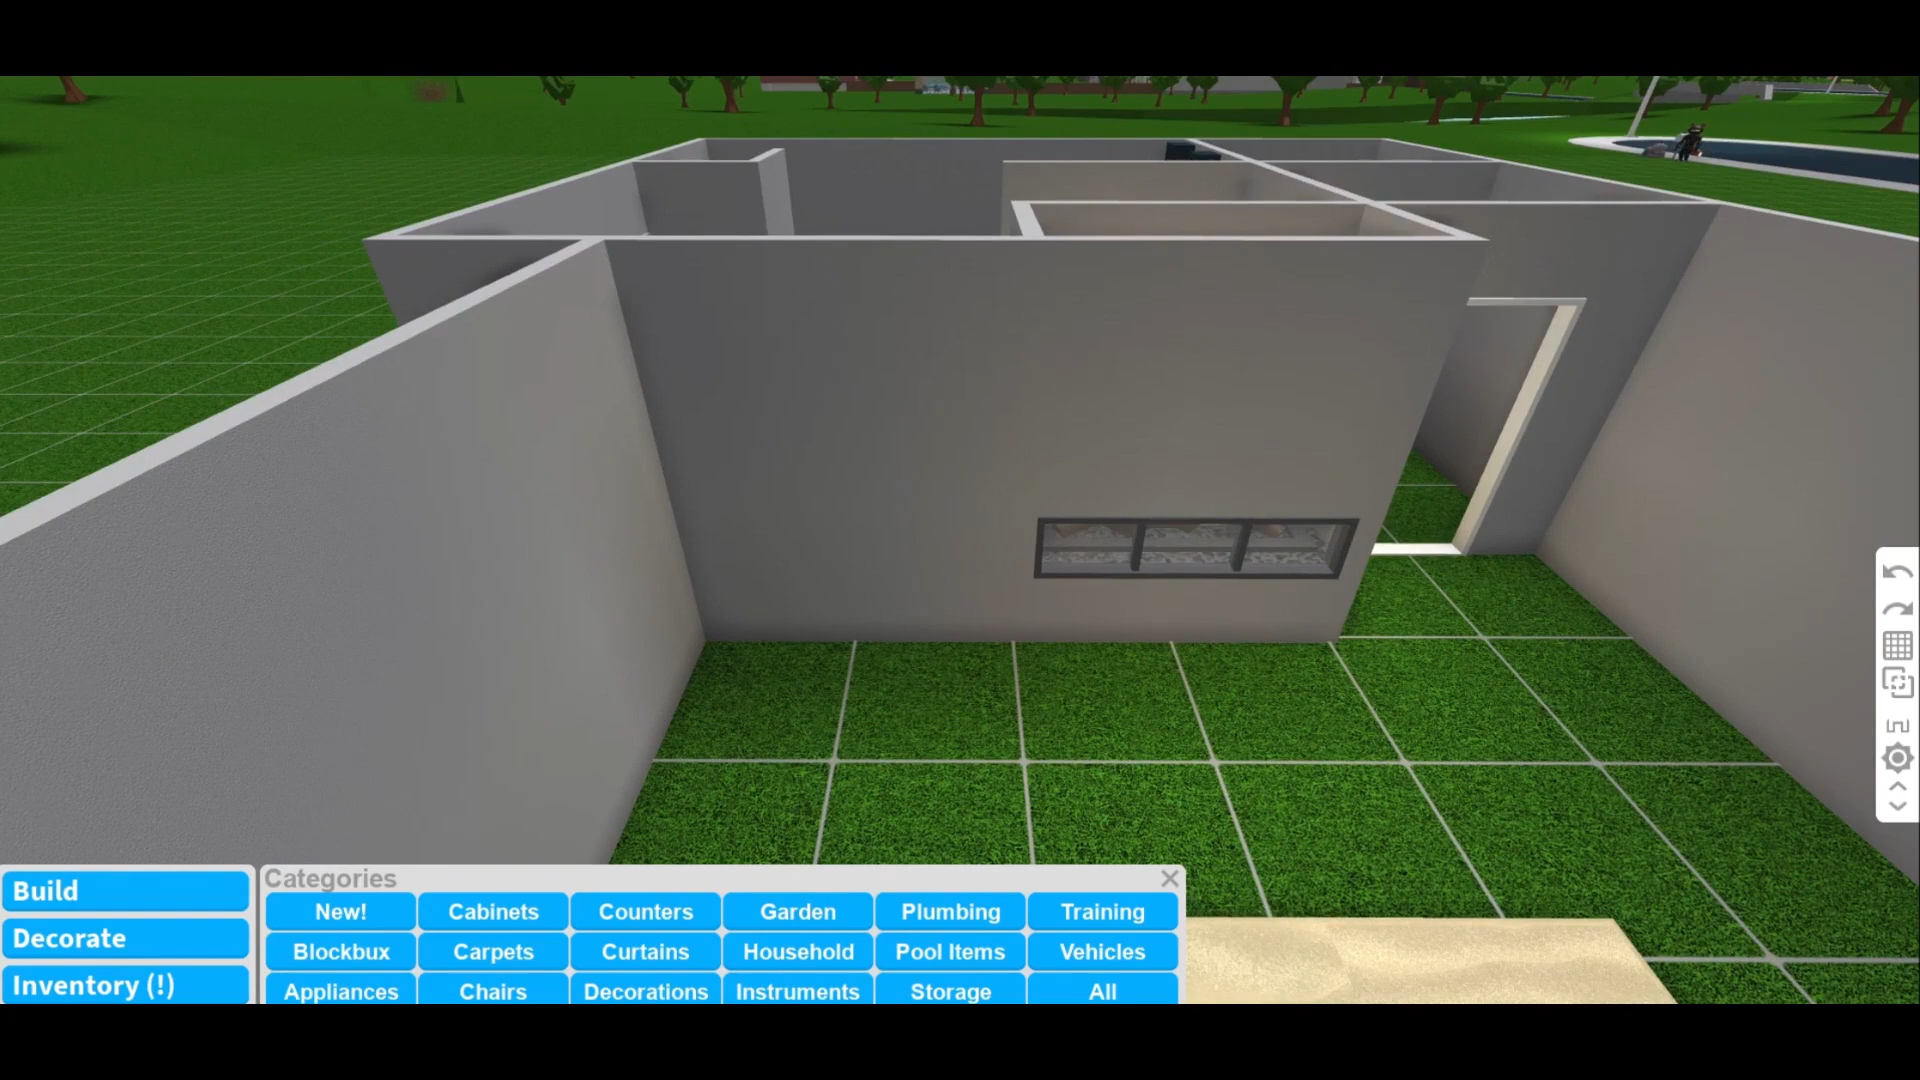 Build
Decorate
Inventory (!)
Categories
New! Cabinets Counters Garden Plumbing Training
Blockbux Carpets Curtains Household Pool Items Vehicles
Appliances Chairs Decorations Instruments Storage All